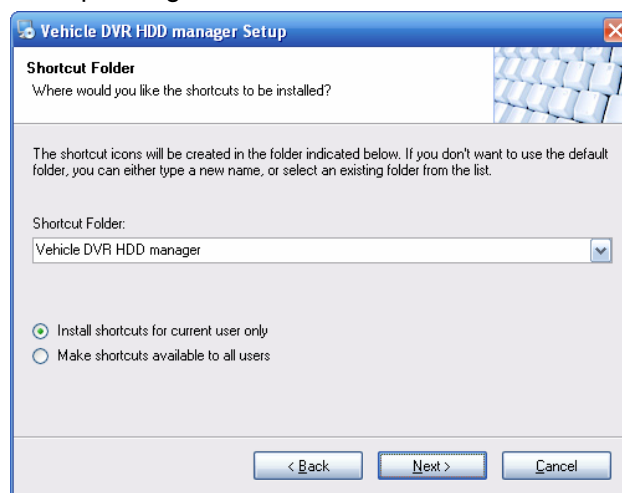 Vehicle DVR HDD manager Setup
Shortcut Folder
Where would you like the shortcuts to be installed?
The shortcut icons will be created in the folder indicated below. If you don't want to use the default
folder, you can either type a new name, or select an existing folder from the list.
Shortcut Folder:
Vehicle DVR HDD manager
Install shortcuts for current user only
Make shortcuts available to all users
< Back
Next >
Cancel